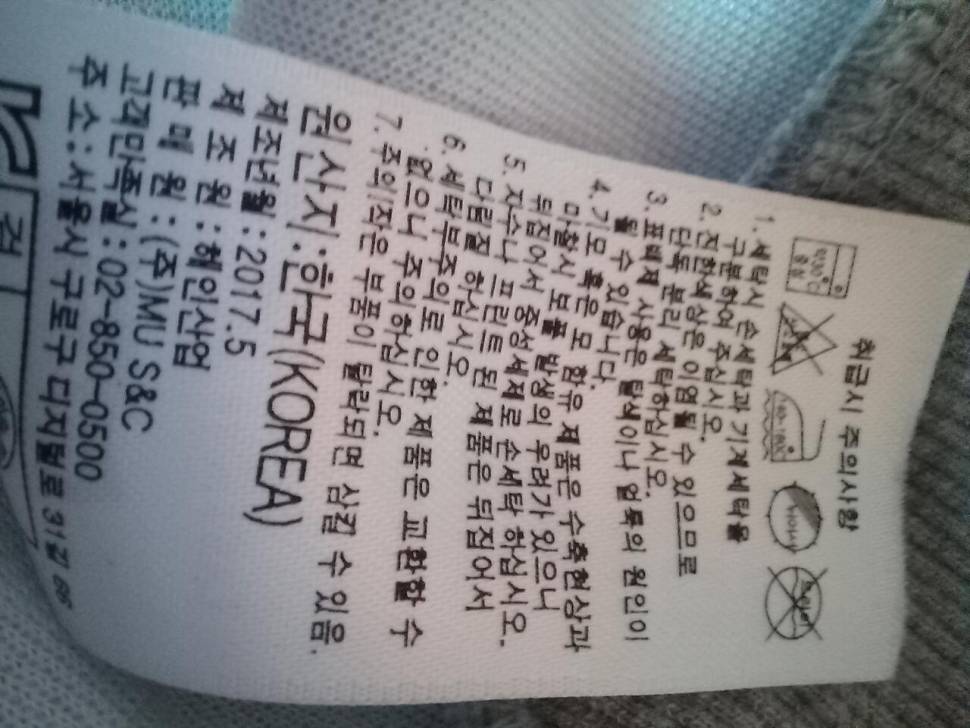 취급시 주의사항
1. 세탁시 손세탁과 기계세탁을
구분하여 주십시오.
2. 진한색상은 이염될 수 있으므로
단독 분리 세탁하십시오.
3. 표백제 사용은 탈색이나 얼룩의 원인이
될 수 있습니다.
4. 기모 혹은 모 함유 제품은 수축현상과
마찰시 보풀 발생의 우려가 있으니
뒤집어서 중성세제로 손세탁 하십시오.
5. 자수나 프린트 된 제품은 뒤집어서
다림질 하십시오.
6. 세탁부주의로 인한 제품은 교환할 수
없으니 주의하십시오.
7. 주의!작은 부품이 탈락되면 삼킬 수 있음.
원산지:한국(KOREA)
제조년월:2017.5
제 조 원:혜인산업
판 매 원:(주)MU S&C
고객만족실:02-850-0500
주 소:서울시 구로구 디지털로 31길